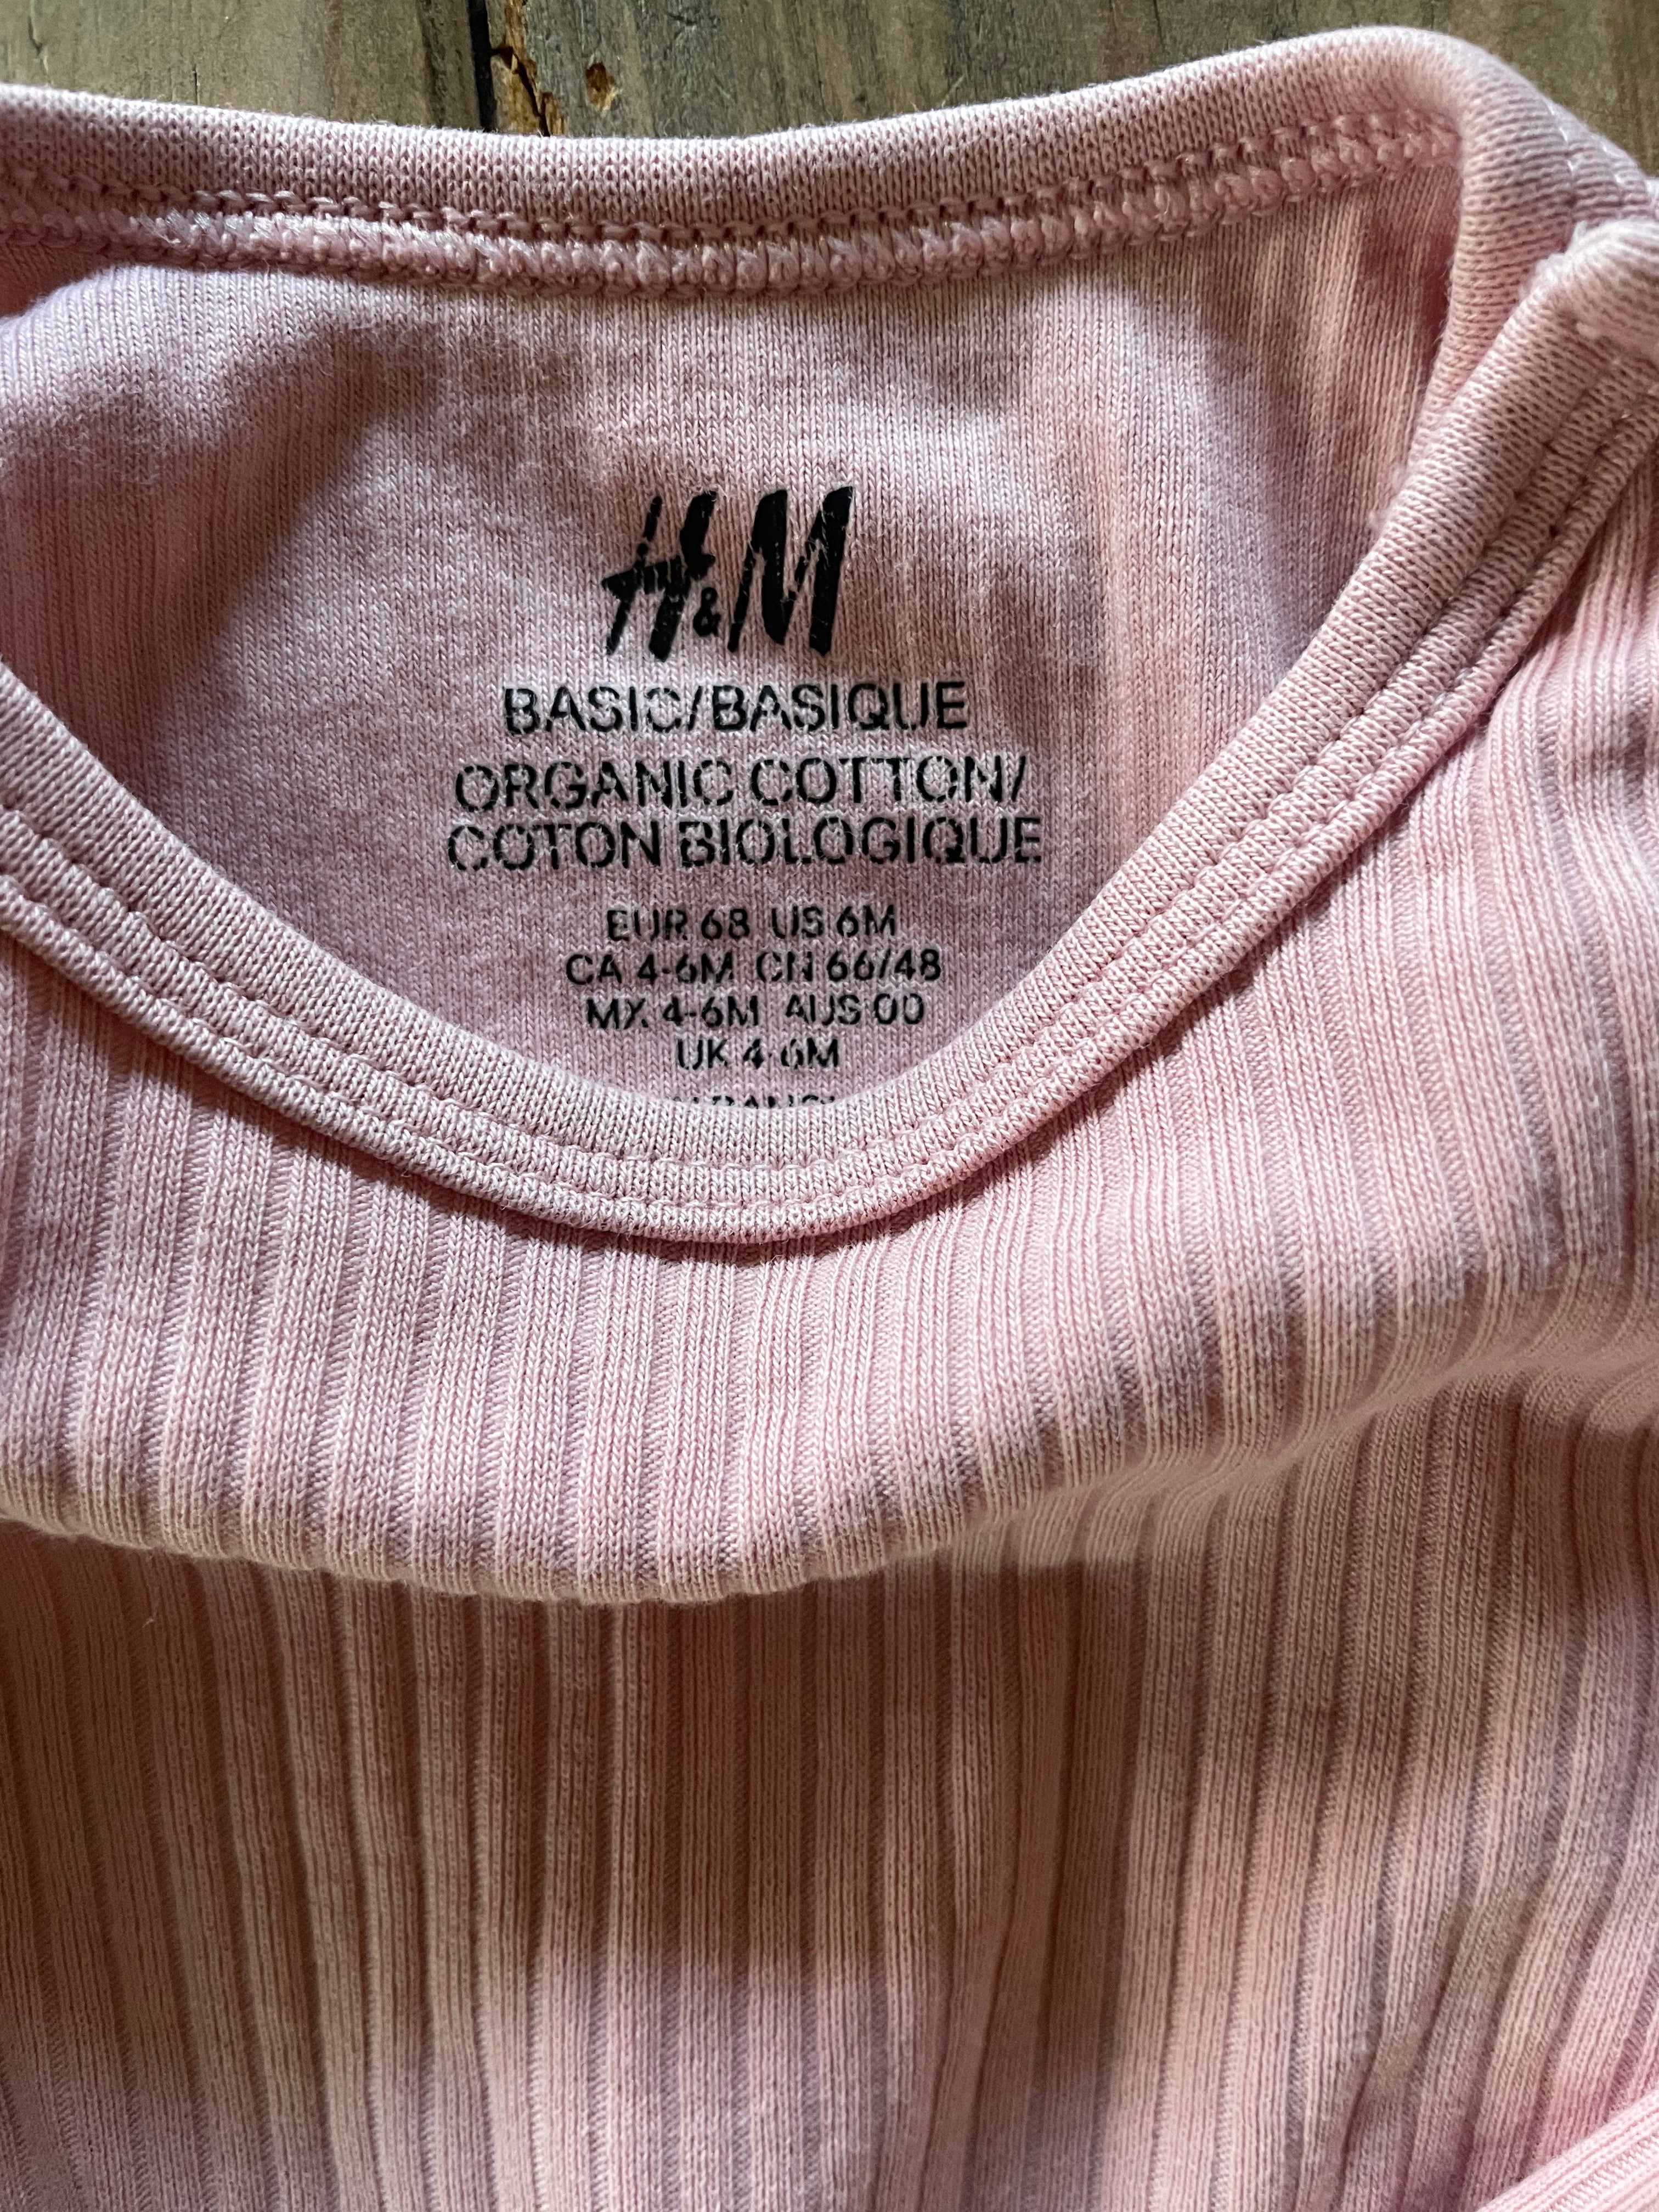 H&M
BASIC/BASIQUE
ORGANIC COTTON/
COTON BIOLOGIQUE
EUR 68 US 6M
CA 4-6M CN 66/48
MX 4-6M AUS 00
UK 4-6M